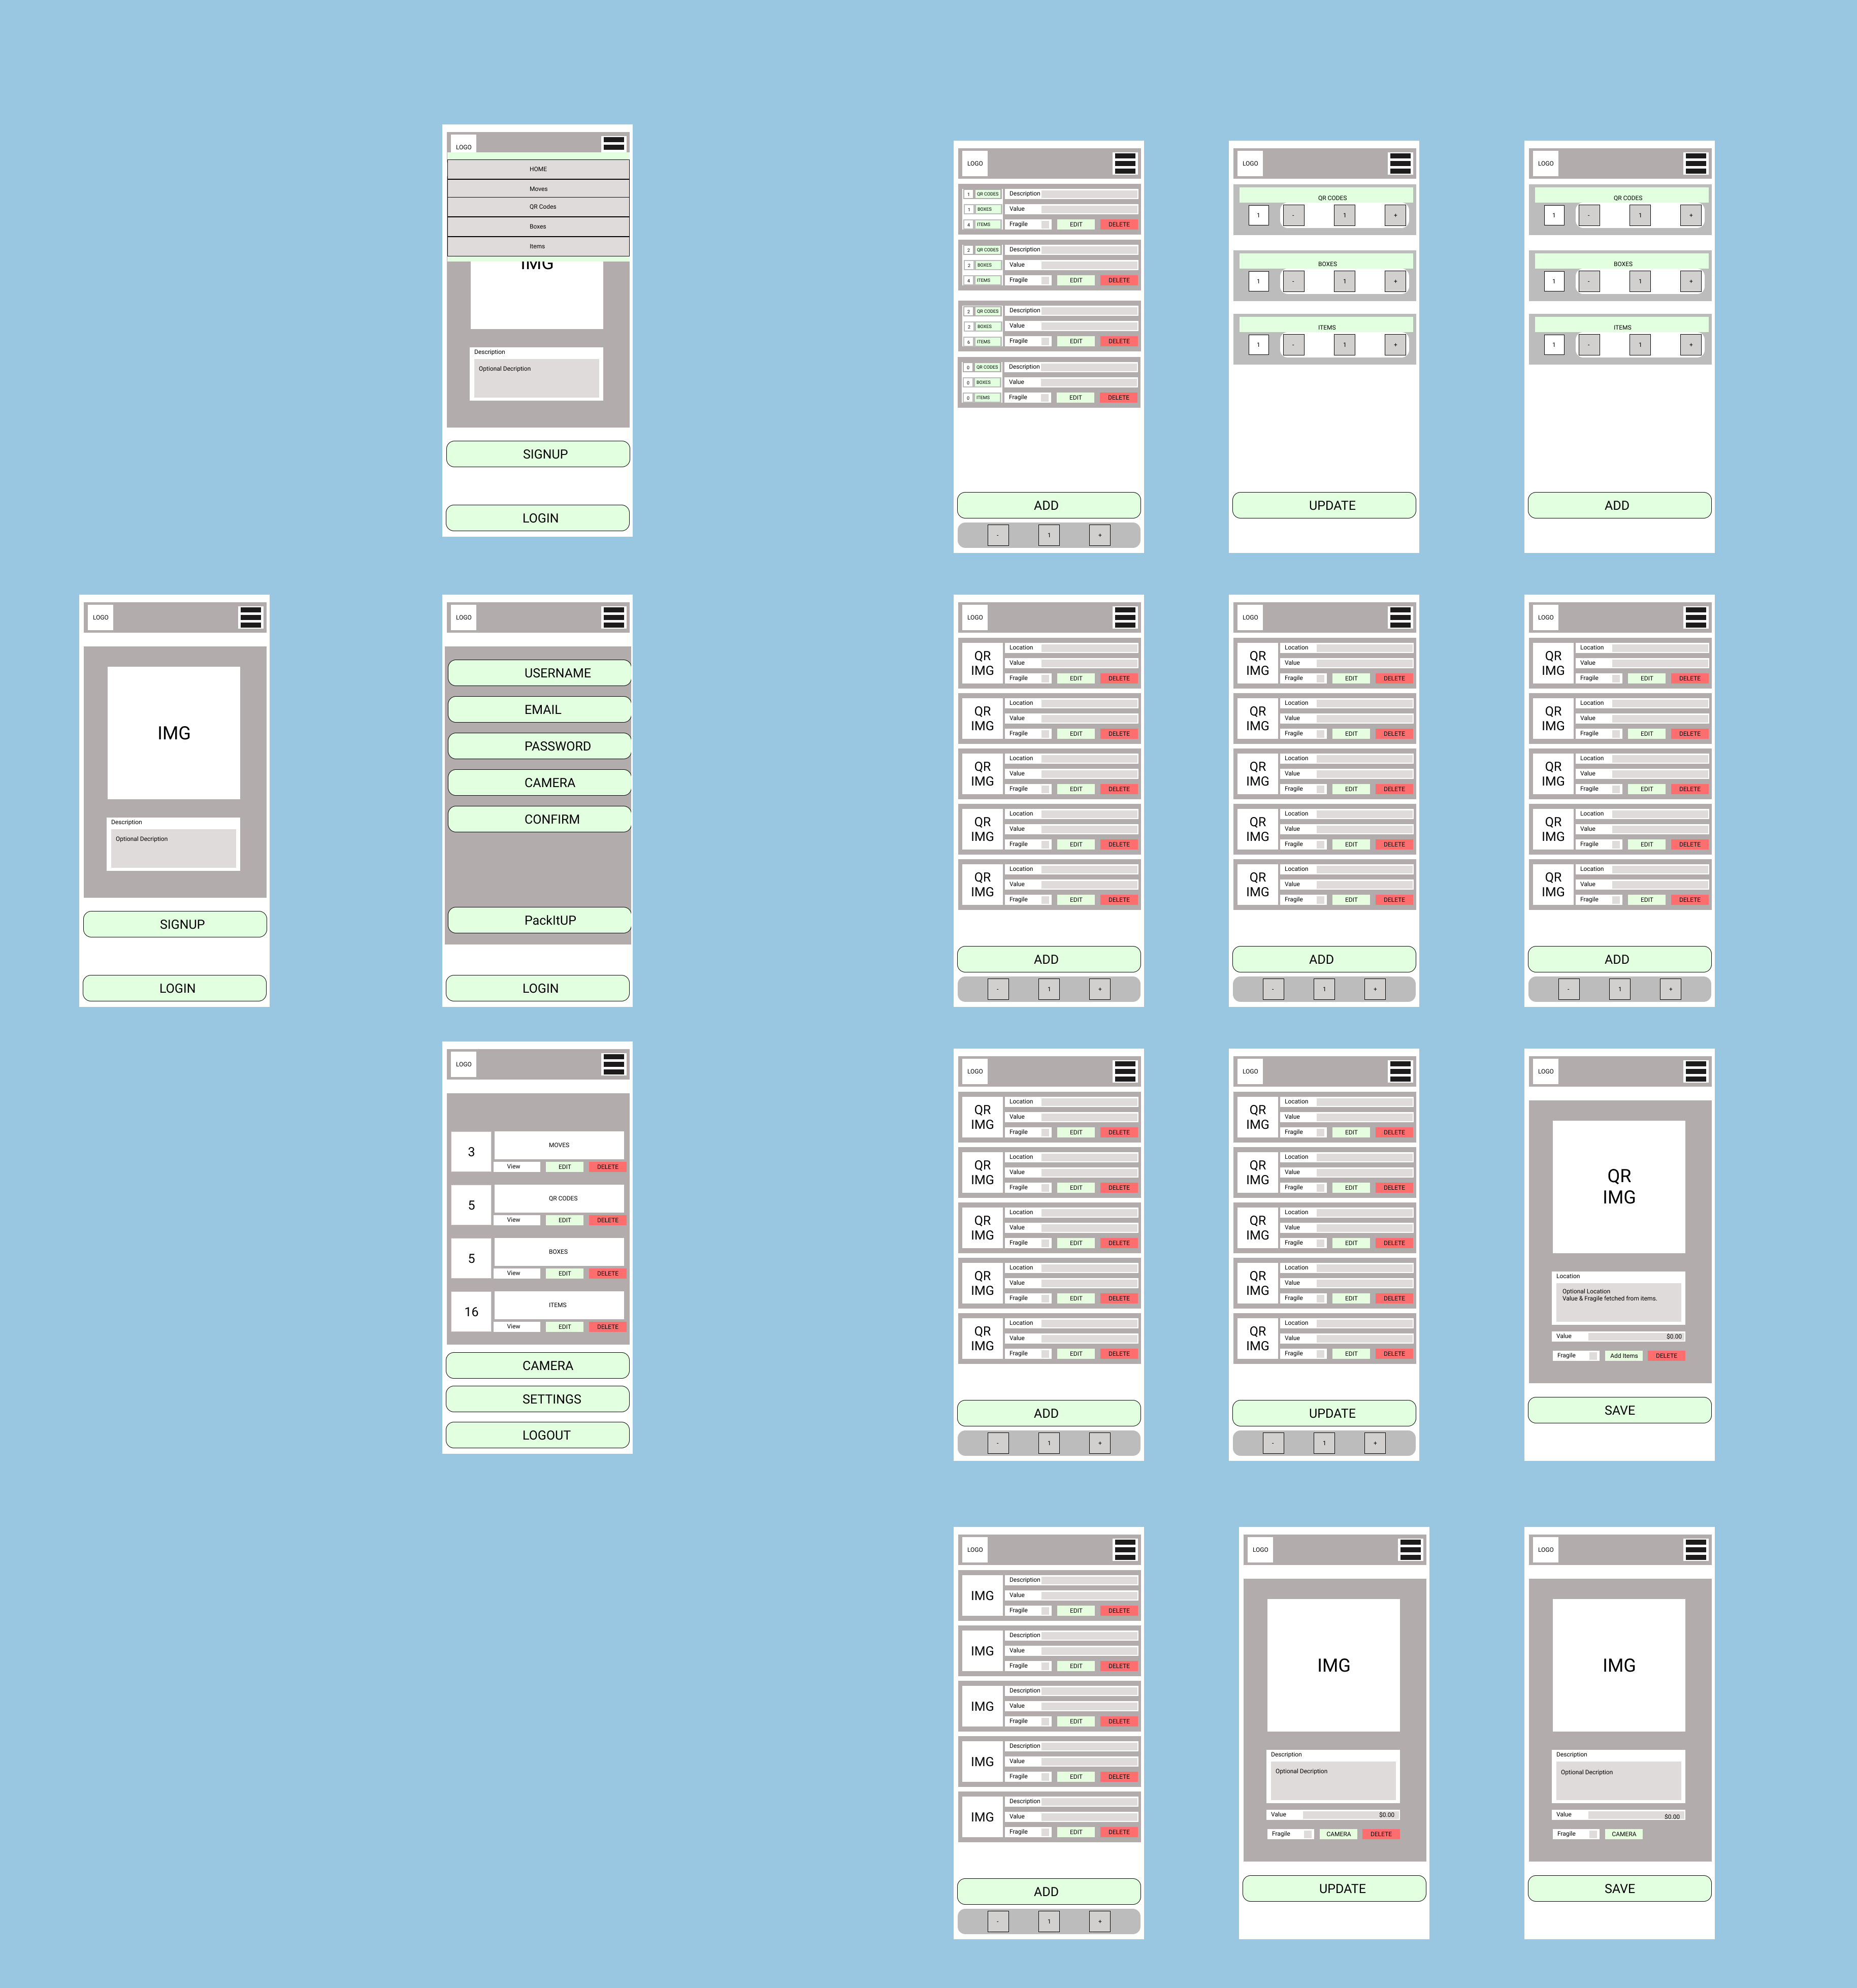 LOGO
HOME
Moves
QR Codes
Boxes
Items
IMG
Description
Optional Decription
SIGNUP
LOGIN
LOGO
1 QR CODES Description
1 BOXES Value
4 ITEMS Fragile EDIT DELETE
2 QR CODES Description
2 BOXES Value
4 ITEMS Fragile EDIT DELETE
2 QR CODES Description
3 BOXES Value
6 ITEMS Fragile EDIT DELETE
0 QR CODES Description
0 BOXES Value
0 ITEMS Fragile EDIT DELETE
ADD
- 1 +
LOGO
QR CODES
1 - 1 +
BOXES
1 - 1 +
ITEMS
1 - 1 +
UPDATE
LOGO
QR CODES
1 - 1 +
BOXES
1 - 1 +
ITEMS
1 - 1 +
ADD
LOGO
IMG
Description
Optional Decription
SIGNUP
LOGIN
LOGO
USERNAME
EMAIL
PASSWORD
CAMERA
CONFIRM
PackItUP
LOGIN
LOGO
QR
IMG
Location
Value
Fragile EDIT DELETE
QR
IMG
Location
Value
Fragile EDIT DELETE
QR
IMG
Location
Value
Fragile EDIT DELETE
QR
IMG
Location
Value
Fragile EDIT DELETE
QR
IMG
Location
Value
Fragile EDIT DELETE
ADD
- 1 +
LOGO
QR
IMG
Location
Value
Fragile EDIT DELETE
QR
IMG
Location
Value
Fragile EDIT DELETE
QR
IMG
Location
Value
Fragile EDIT DELETE
QR
IMG
Location
Value
Fragile EDIT DELETE
QR
IMG
Location
Value
Fragile EDIT DELETE
ADD
- 1 +
LOGO
QR
IMG
Location
Value
Fragile EDIT DELETE
QR
IMG
Location
Value
Fragile EDIT DELETE
QR
IMG
Location
Value
Fragile EDIT DELETE
QR
IMG
Location
Value
Fragile EDIT DELETE
QR
IMG
Location
Value
Fragile EDIT DELETE
ADD
- 1 +
LOGO
3 MOVES
View EDIT DELETE
5 QR CODES
View EDIT DELETE
5 BOXES
View EDIT DELETE
16 ITEMS
View EDIT DELETE
CAMERA
SETTINGS
LOGOUT
LOGO
QR
IMG
Location
Value
Fragile EDIT DELETE
QR
IMG
Location
Value
Fragile EDIT DELETE
QR
IMG
Location
Value
Fragile EDIT DELETE
QR
IMG
Location
Value
Fragile EDIT DELETE
QR
IMG
Location
Value
Fragile EDIT DELETE
ADD
- 1 +
LOGO
QR
IMG
Location
Value
Fragile EDIT DELETE
QR
IMG
Location
Value
Fragile EDIT DELETE
QR
IMG
Location
Value
Fragile EDIT DELETE
QR
IMG
Location
Value
Fragile EDIT DELETE
QR
IMG
Location
Value
Fragile EDIT DELETE
UPDATE
- 1 +
LOGO
QR
IMG
Location
Optional Location
Value & Fragile fetched from items.
Value $0.00
Fragile Add Items DELETE
SAVE
LOGO
IMG
Description
Value
Fragile EDIT DELETE
IMG
Description
Value
Fragile EDIT DELETE
IMG
Description
Value
Fragile EDIT DELETE
IMG
Description
Value
Fragile EDIT DELETE
IMG
Description
Value
Fragile EDIT DELETE
ADD
- 1 +
LOGO
IMG
Description
Optional Decription
Value $0.00
Fragile CAMERA DELETE
UPDATE
LOGO
IMG
Description
Optional Decription
Value $0.00
Fragile CAMERA
SAVE